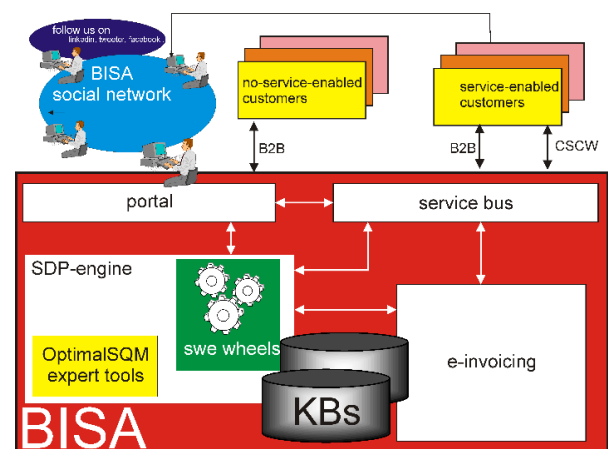 follow us on
linkedin, tweeter, facebook..
BISA
social network
no-service-enabled
customers
service-enabled
customers
B2B
B2B
CSCW
portal
service bus
SDP-engine
swe wheels
OptimalSQM
expert tools
e-invoicing
KBs
BISA